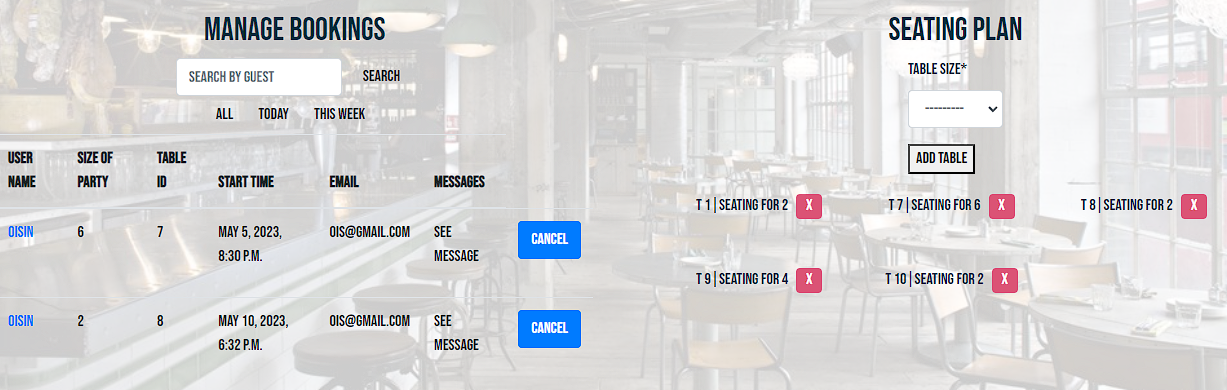 MANAGE BOOKINGS
SEARCH BY GUEST SEARCH
ALL TODAY THIS WEEK
USER NAME SIZE OF PARTY TABLE ID START TIME EMAIL MESSAGES
OISIN 6 7 MAY 5, 2023, 8:30 P.M. OIS@GMAIL.COM SEE MESSAGE CANCEL
OISIN 2 8 MAY 10, 2023, 6:32 P.M. OIS@GMAIL.COM SEE MESSAGE CANCEL
SEATING PLAN
TABLE SIZE*
---------
ADD TABLE
T 1 | SEATING FOR 2 X T 7 | SEATING FOR 6 X T 8 | SEATING FOR 2 X
T 9 | SEATING FOR 4 X T 10 | SEATING FOR 2 X